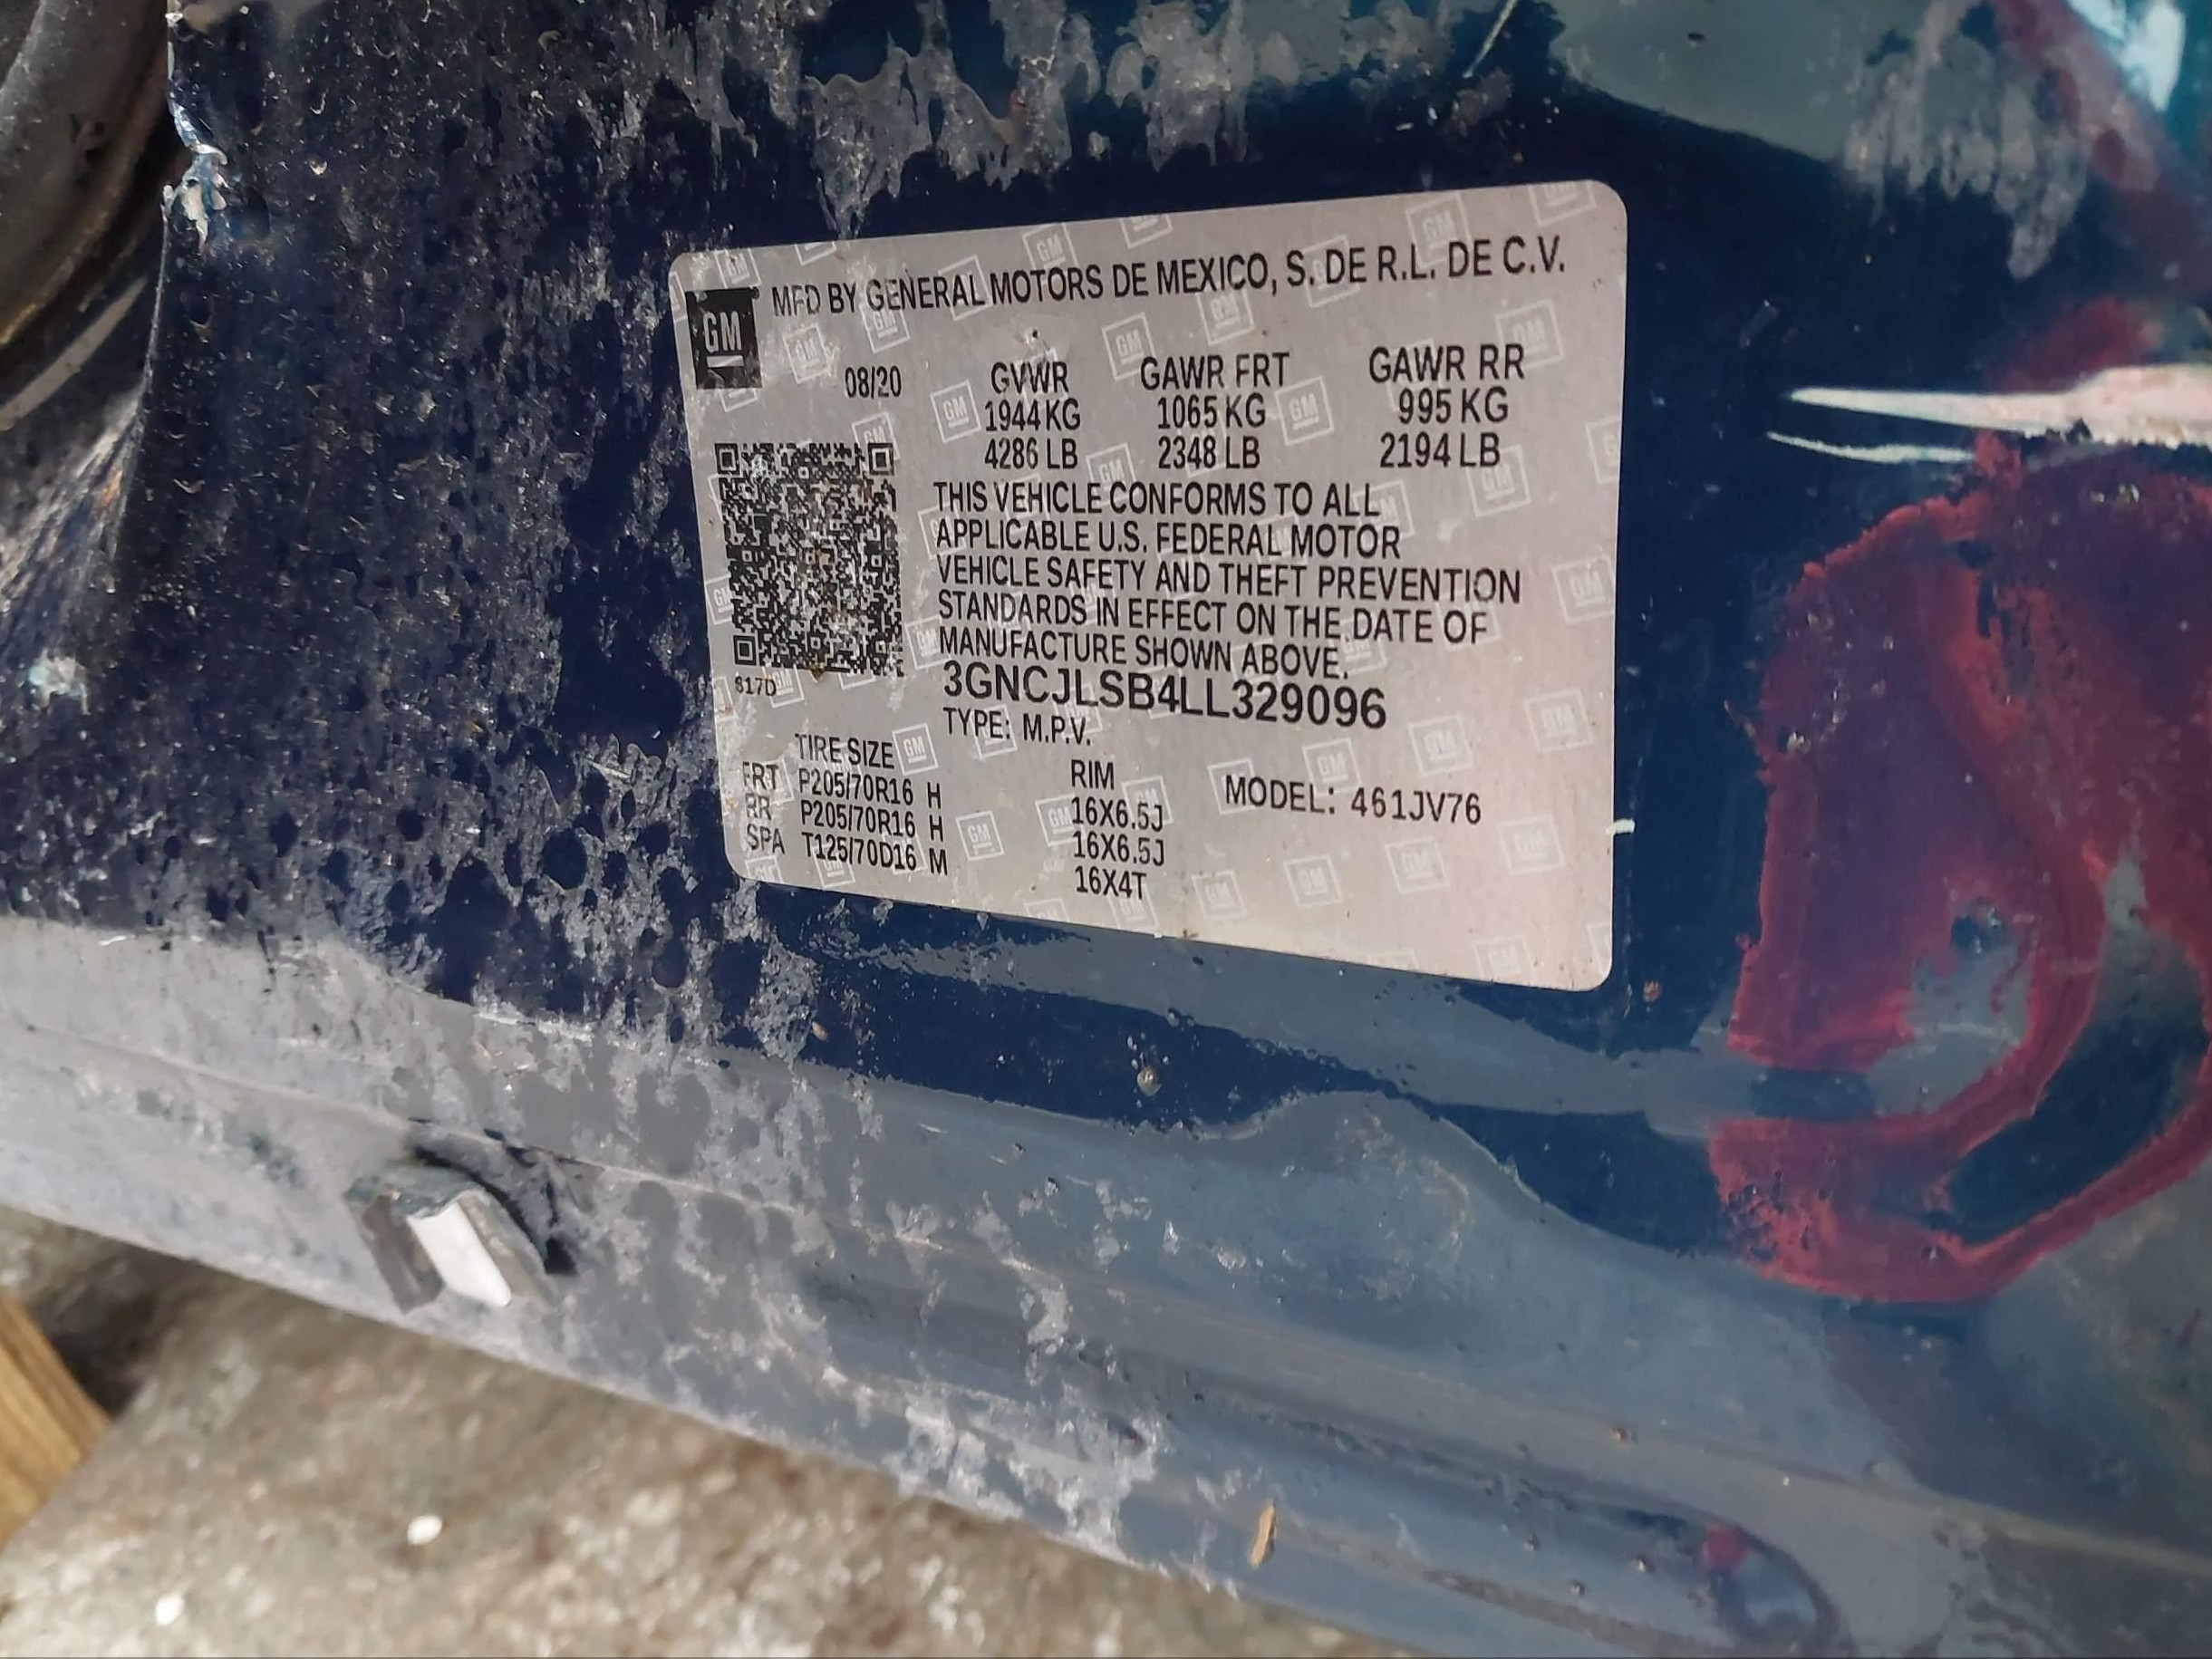 GM MFD BY GENERAL MOTORS DE MEXICO, S. DE R.L. DE C.V.
08/20 GVWR GAWR FRT GAWR RR
1944 KG 1065 KG 995 KG
4286 LB 2348 LB 2194 LB
THIS VEHICLE CONFORMS TO ALL
APPLICABLE U.S. FEDERAL MOTOR
VEHICLE SAFETY AND THEFT PREVENTION
STANDARDS IN EFFECT ON THE DATE OF
MANUFACTURE SHOWN ABOVE.
817D 3GNCJLSB4LL329096
TYPE: M.P.V.
TIRE SIZE RIM MODEL: 461JV76
FRT P205/70R16 H 16X6.5J
RR P205/70R16 H 16X6.5J
SPA T125/70D16 M 16X4T